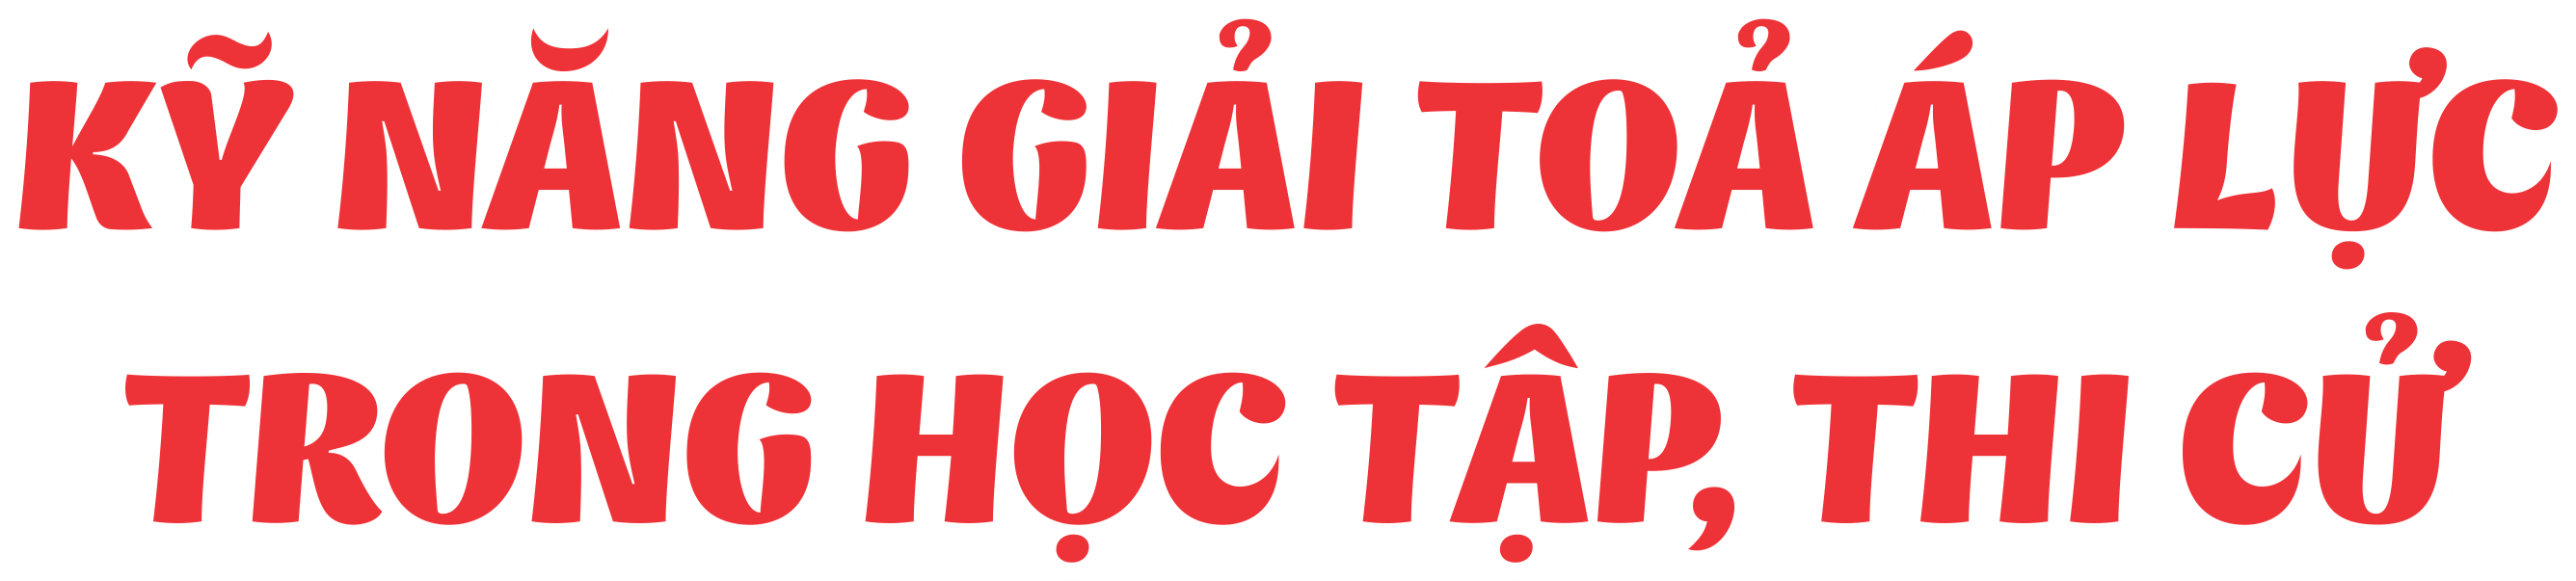 KỸ NĂNG GIẢI TOẢ ÁP LỰC
TRONG HỌC TẬP, THI CỬ